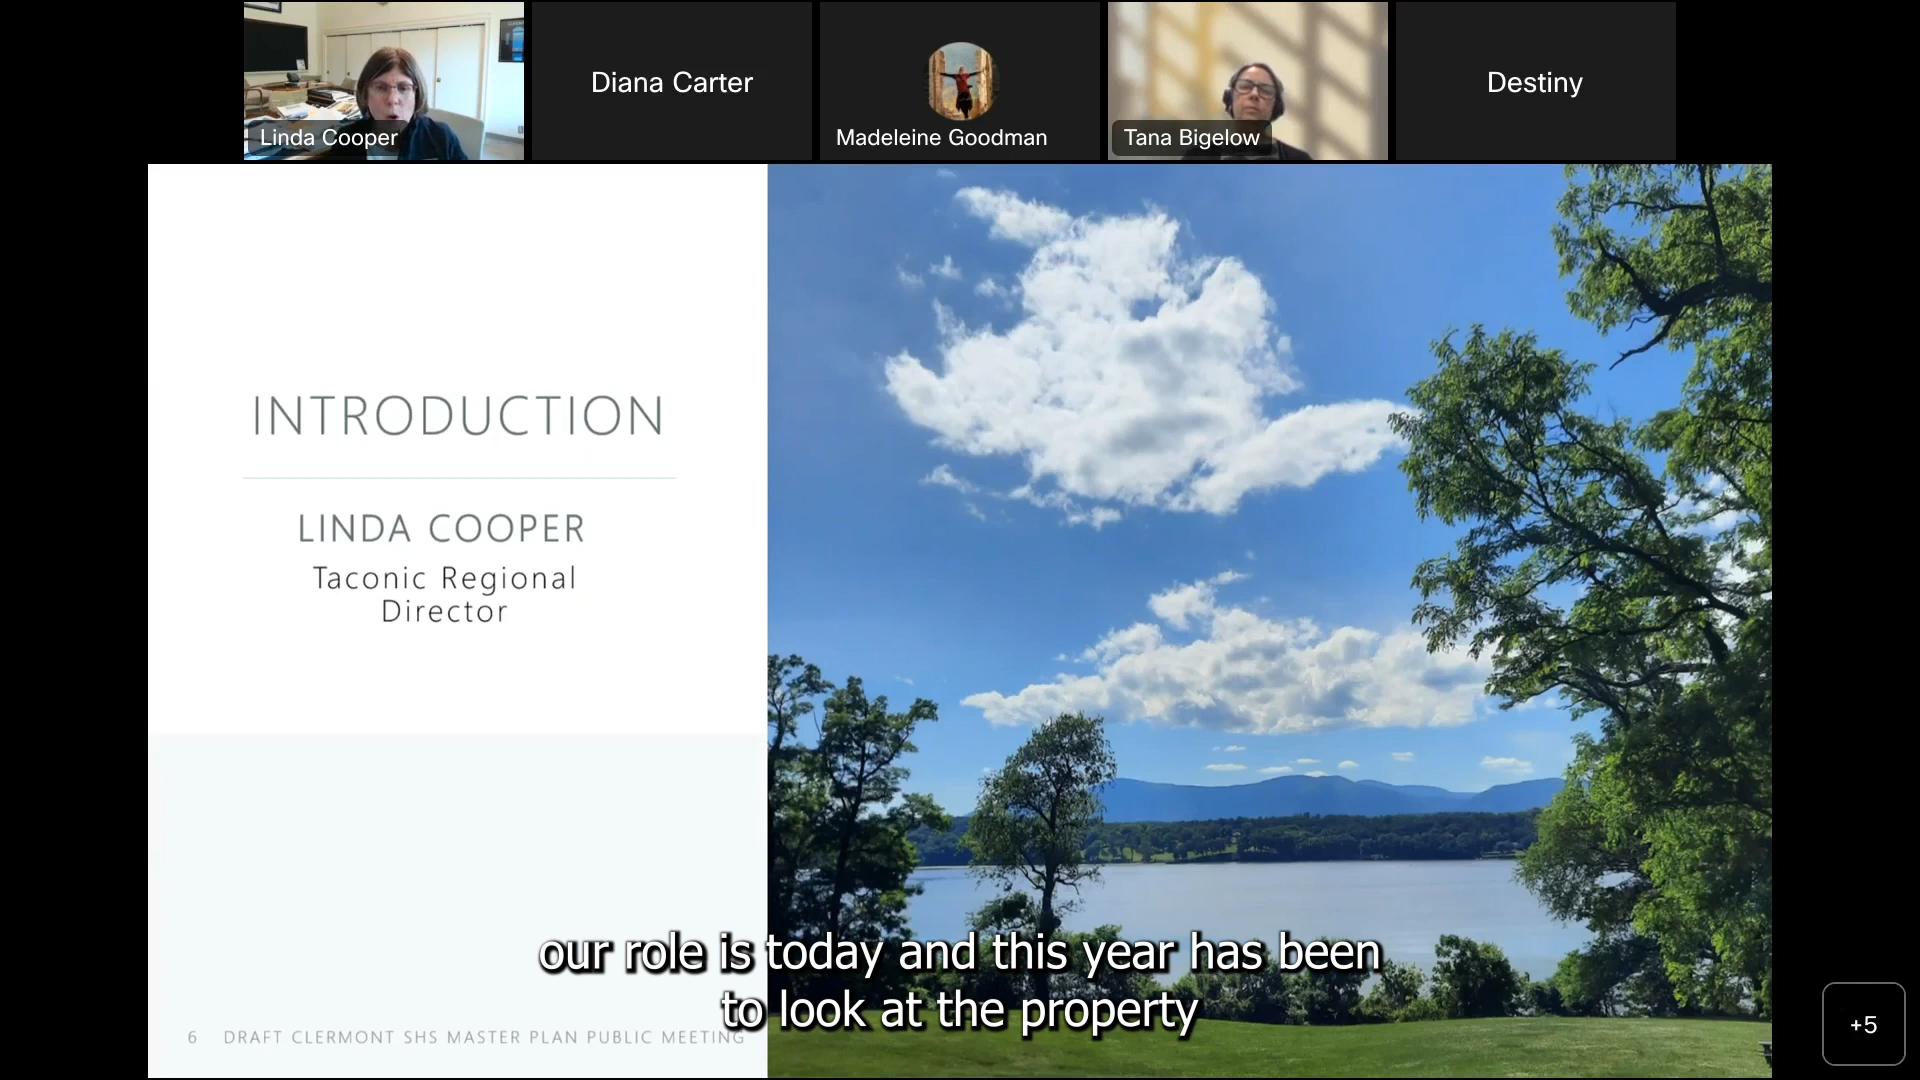 Linda Cooper
Diana Carter
Madeleine Goodman
Tana Bigelow
Destiny
INTRODUCTION
LINDA COOPER
Taconic Regional
Director
our role is today and this year has been
to look at the property
6 DRAFT CLERMONT SHS MASTER PLAN PUBLIC MEETING
+5